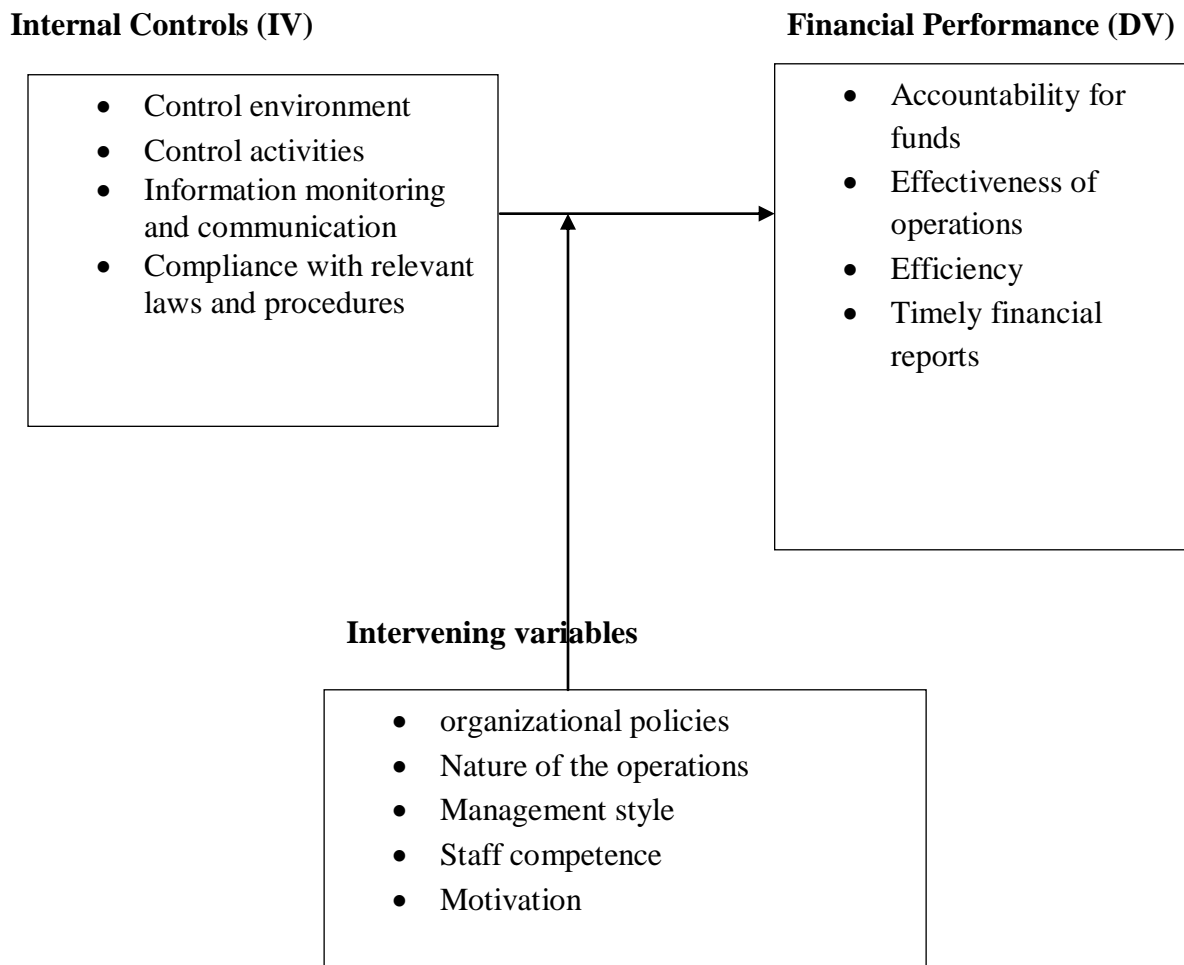 Internal Controls (IV)
Financial Performance (DV)
• Control environment
• Control activities
• Information monitoring
and communication
• Compliance with relevant
laws and procedures
• Accountability for
funds
• Effectiveness of
operations
• Efficiency
• Timely financial
reports
Intervening variables
• organizational policies
• Nature of the operations
• Management style
• Staff competence
• Motivation